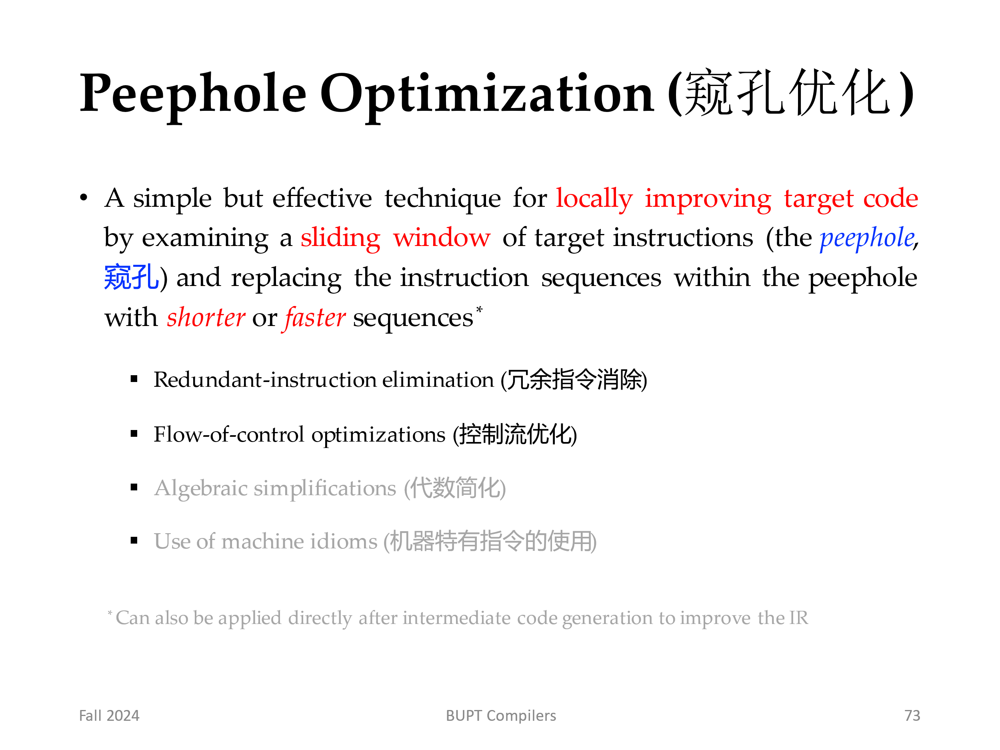 Peephole Optimization (窥孔优化)
• A simple but effective technique for locally improving target code
by examining a sliding window of target instructions (the peephole,
窥孔) and replacing the instruction sequences within the peephole
with shorter or faster sequences*
▪ Redundant-instruction elimination (冗余指令消除)
▪ Flow-of-control optimizations (控制流优化)
▪ Algebraic simplifications (代数简化)
▪ Use of machine idioms (机器特有指令的使用)
* Can also be applied directly after intermediate code generation to improve the IR
Fall 2024
BUPT Compilers
73